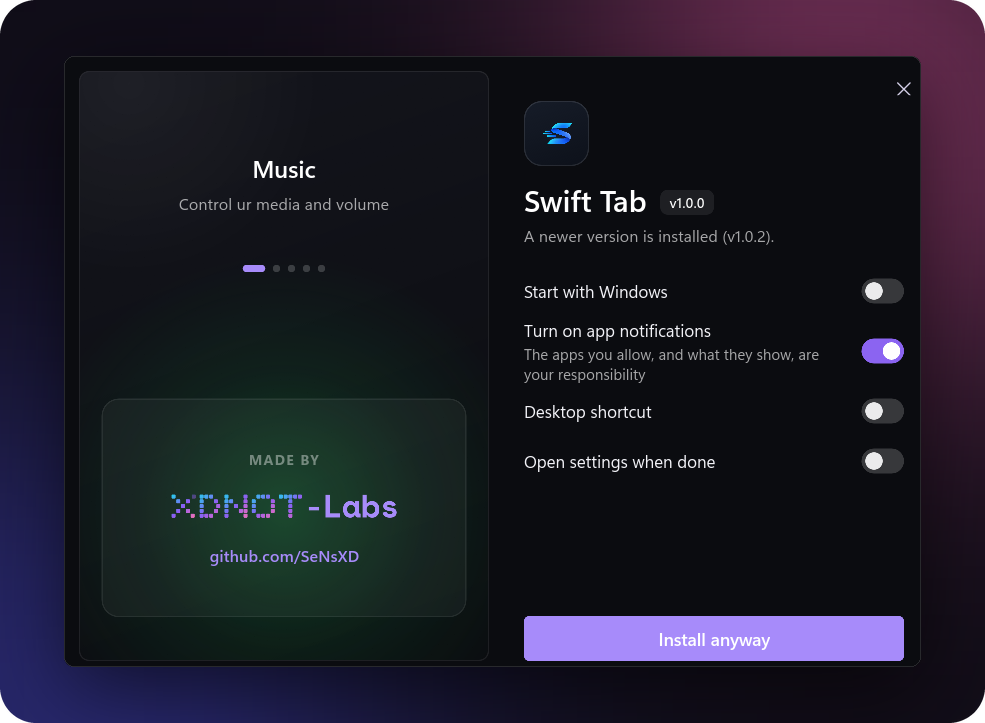 Music
Control ur media and volume
MADE BY
XDNOT-Labs
github.com/SeNsXD
Swift Tab v1.0.0
A newer version is installed (v1.0.2).
Start with Windows
Turn on app notifications
The apps you allow, and what they show, are
your responsibility
Desktop shortcut
Open settings when done
Install anyway